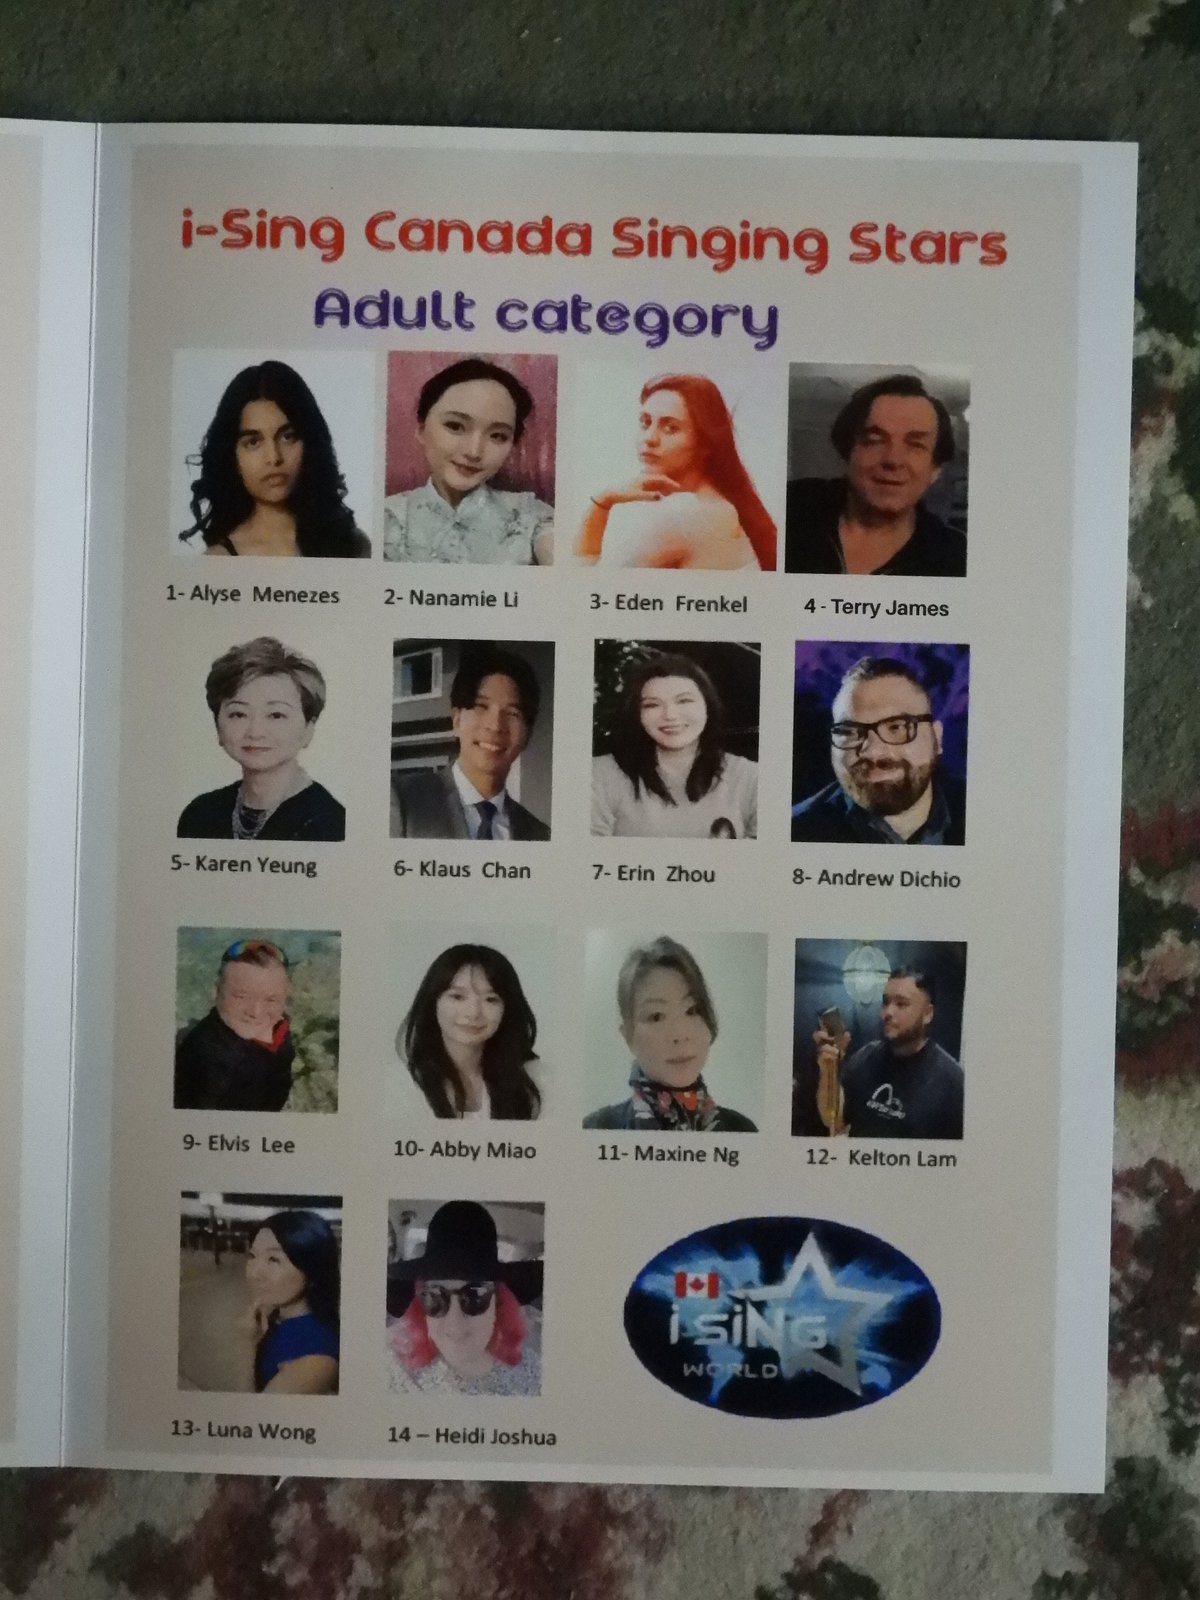 i-Sing Canada Singing Stars
Adult category
1- Alyse Menezes
2- Nanamie Li
3- Eden Frenkel
4 - Terry James
5- Karen Yeung
6- Klaus Chan
7- Erin Zhou
8- Andrew Dichio
9- Elvis Lee
10- Abby Miao
11- Maxine Ng
12- Kelton Lam
13- Luna Wong
14 – Heidi Joshua
i SiNG
WORLD